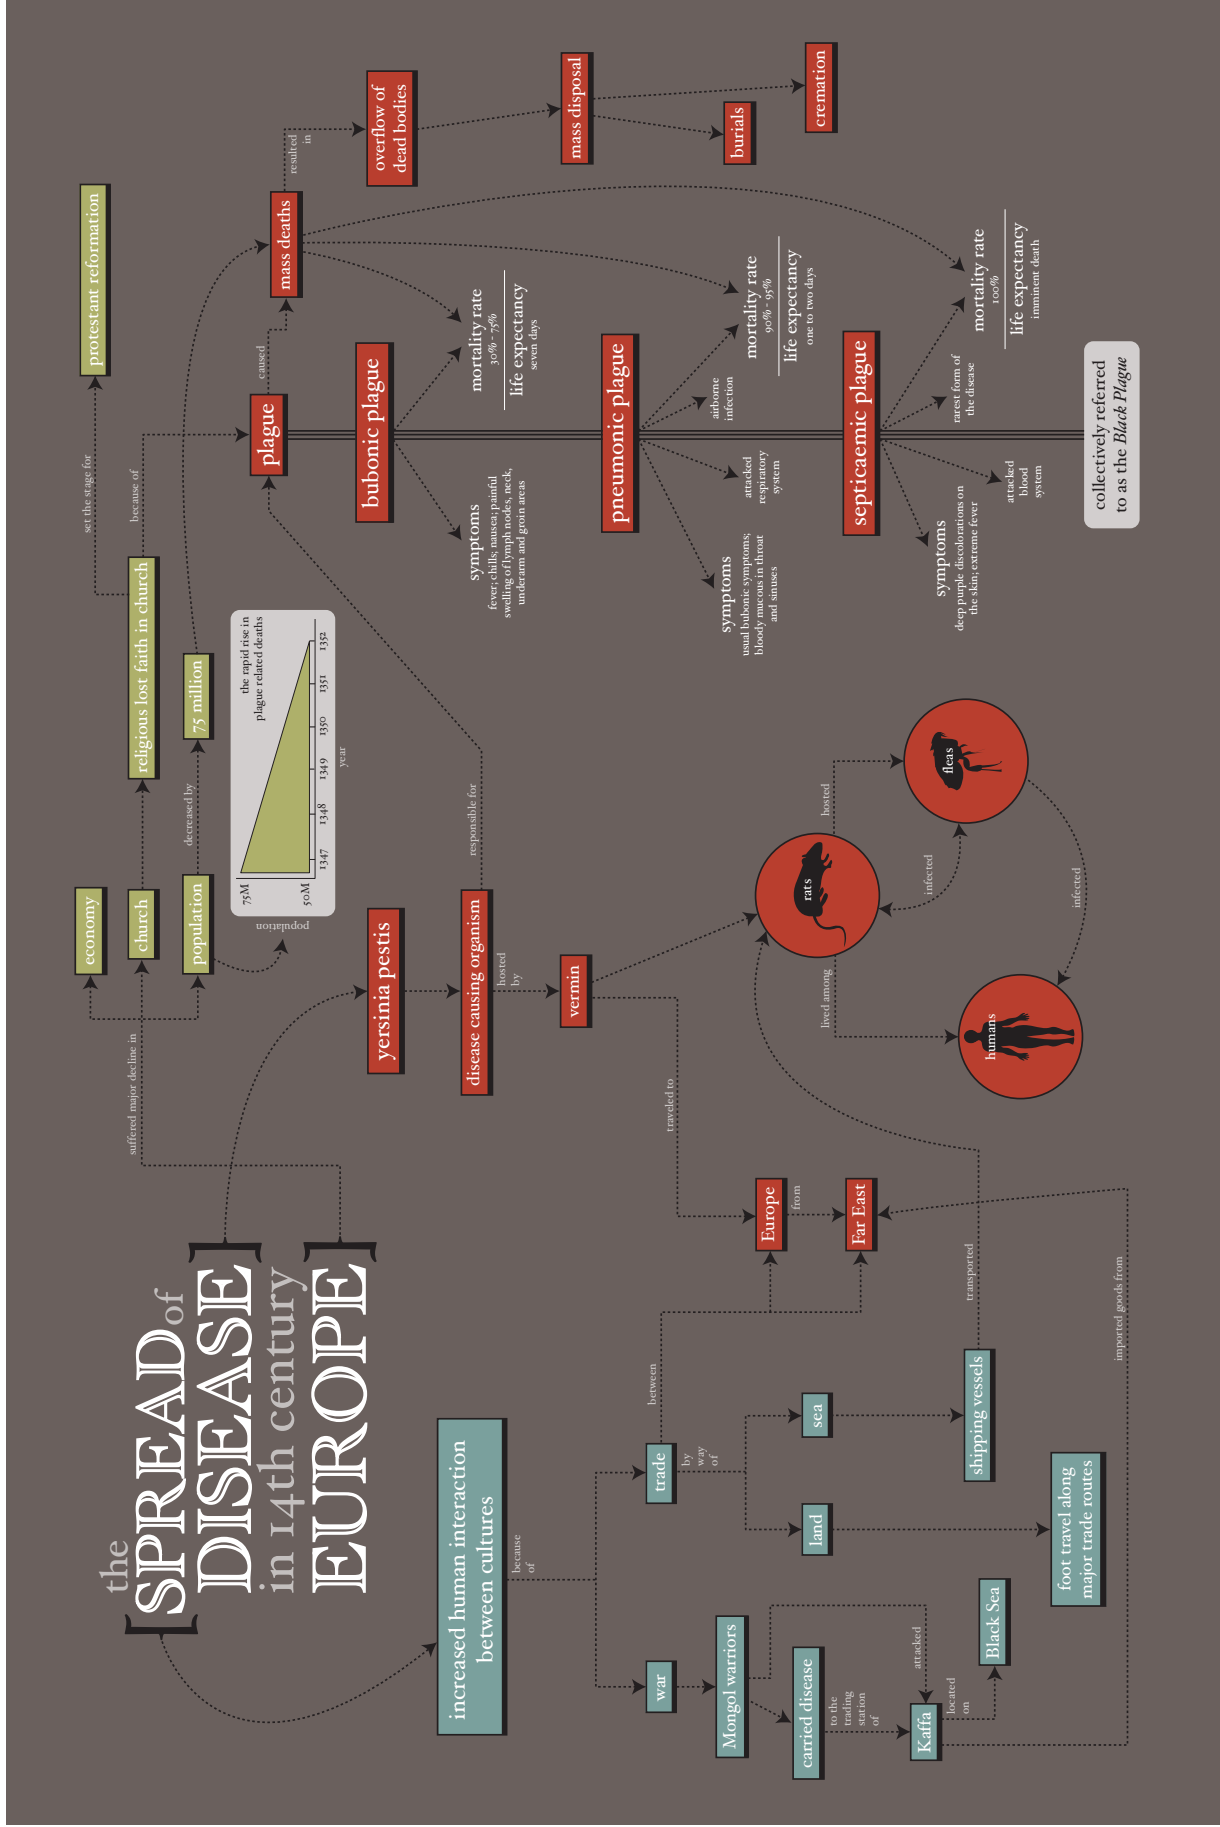 the
SPREAD of
DISEASE
in 14th century
EUROPE
suffered major decline in
economy
church
population
religious lost faith in church
set the stage for
protestant reformation
because of
decreased by
75 million
population
75M
50M
the rapid rise in
plague related deaths
1347
1348
1349
1350
1351
1352
year
plague
caused
mass deaths
resulted
in
overflow of
dead bodies
mass disposal
burials
cremation
yersinia pestis
disease causing organism
responsible for
hosted
by
vermin
traveled to
bubonic plague
symptoms
fever; chills; nausea; painful
swelling of lymph nodes, neck,
underarm and groin areas
mortality rate
30% - 75%
life expectancy
seven days
pneumonic plague
symptoms
usual bubonic symptoms;
bloody mucous in throat
and sinuses
attacked
respiratory
system
airborne
infection
mortality rate
90% - 95%
life expectancy
one to two days
septicaemic plague
symptoms
deep purple discolorations on
the skin; extreme fever
attacked
blood
system
rarest form of
the disease
mortality rate
100%
life expectancy
imminent death
collectively referred
to as the Black Plague
rats
hosted
fleas
infected
lived among
humans
infected
increased human interaction
between cultures
because
of
war
trade
between
by
way
of
Europe
from
Far East
Mongol warriors
carried disease
to the
trading
station
of
attacked
Kaffa
located
on
Black Sea
land
sea
shipping vessels
transported
foot travel along
major trade routes
imported goods from